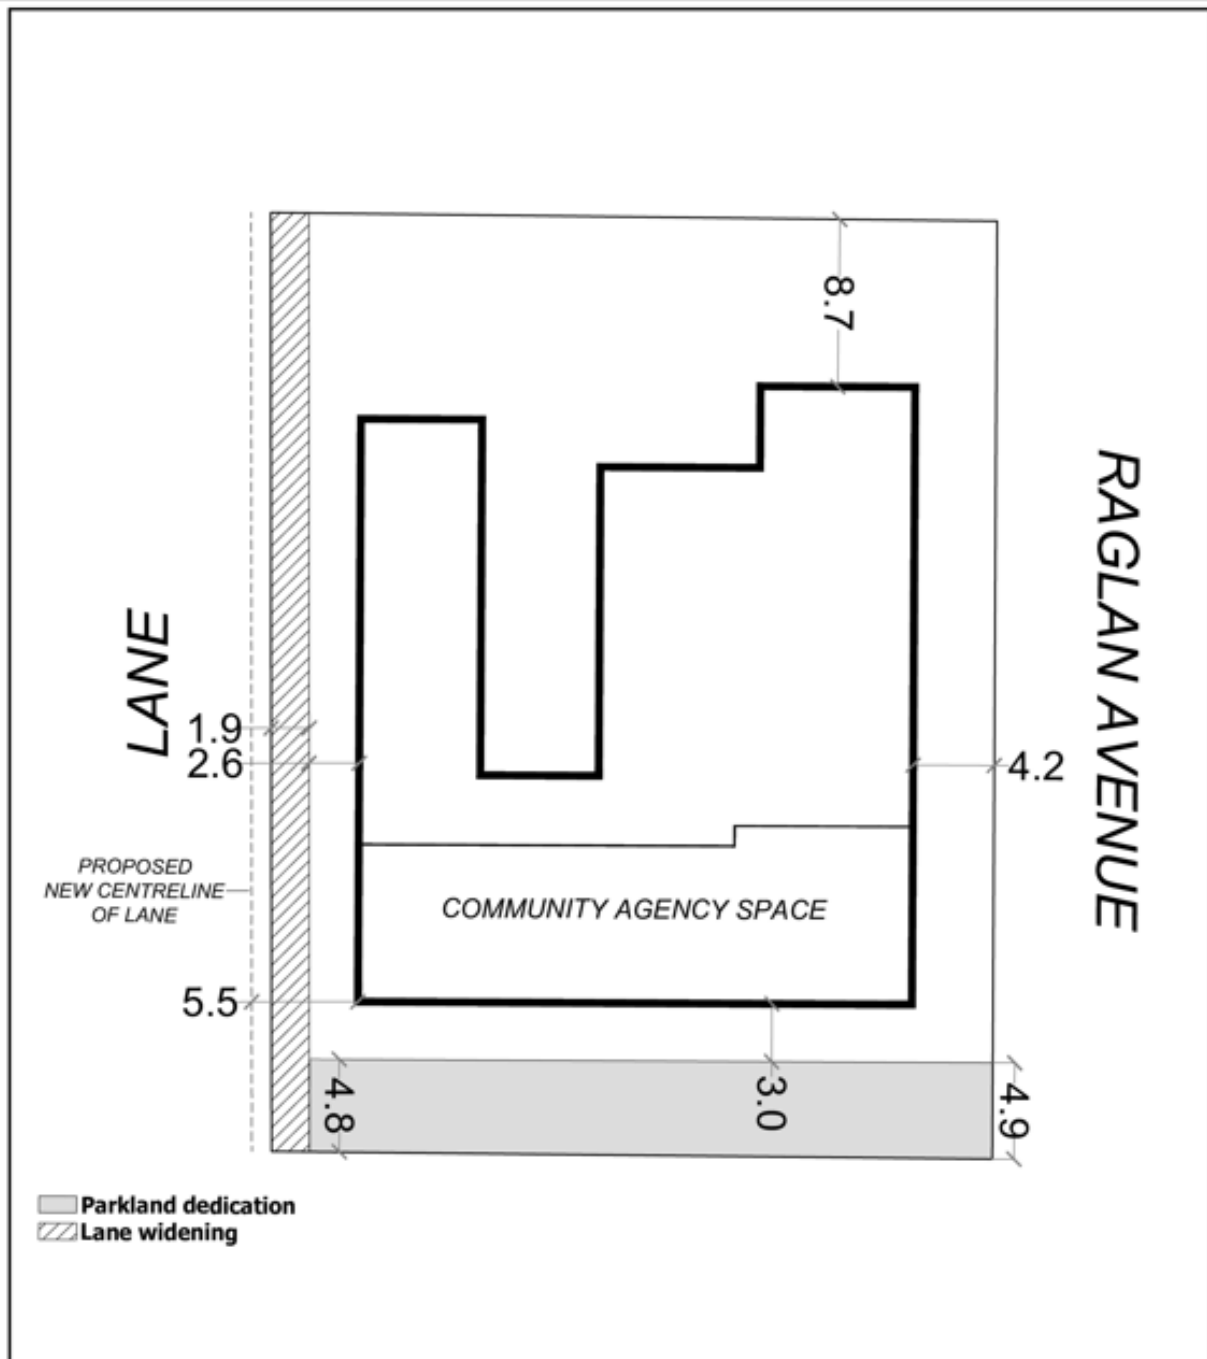 8.7
RAGLAN AVENUE
LANE
1.9
2.6
4.2
PROPOSED
NEW CENTRELINE
OF LANE
COMMUNITY AGENCY SPACE
5.5
4.8
3.0
4.9
Parkland dedication
Lane widening